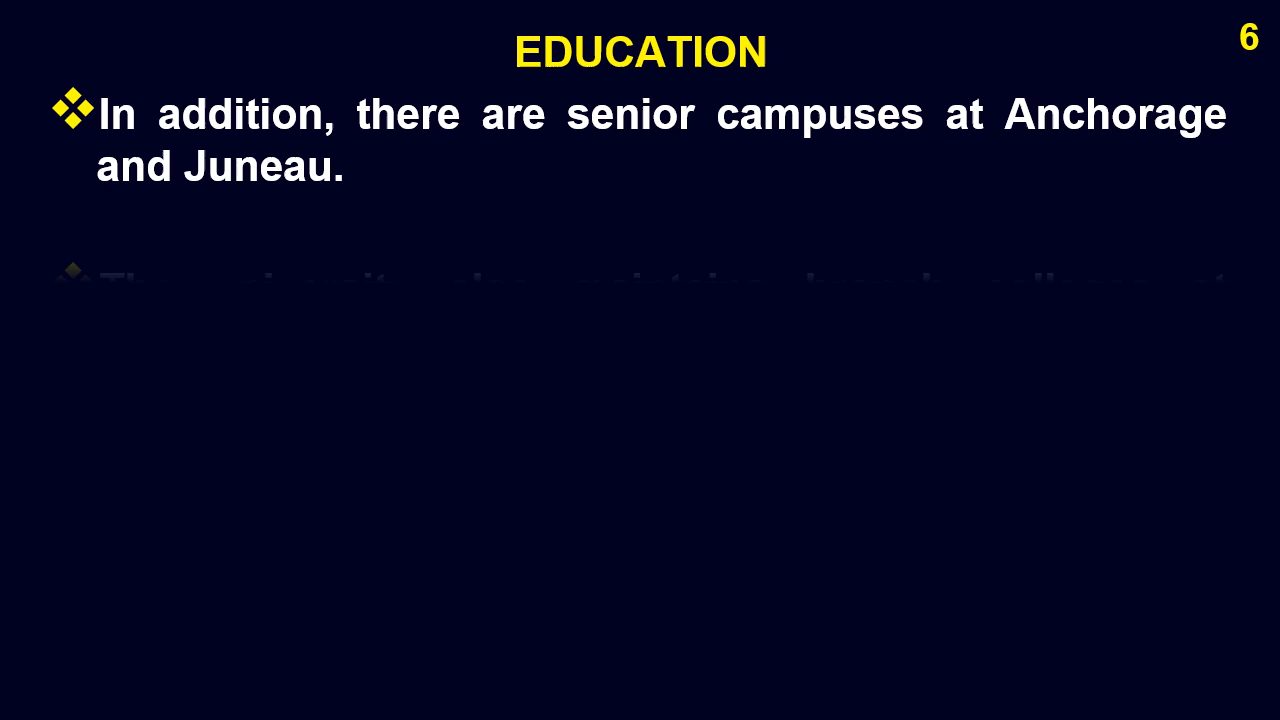 EDUCATION
6
In addition, there are senior campuses at Anchorage
and Juneau.